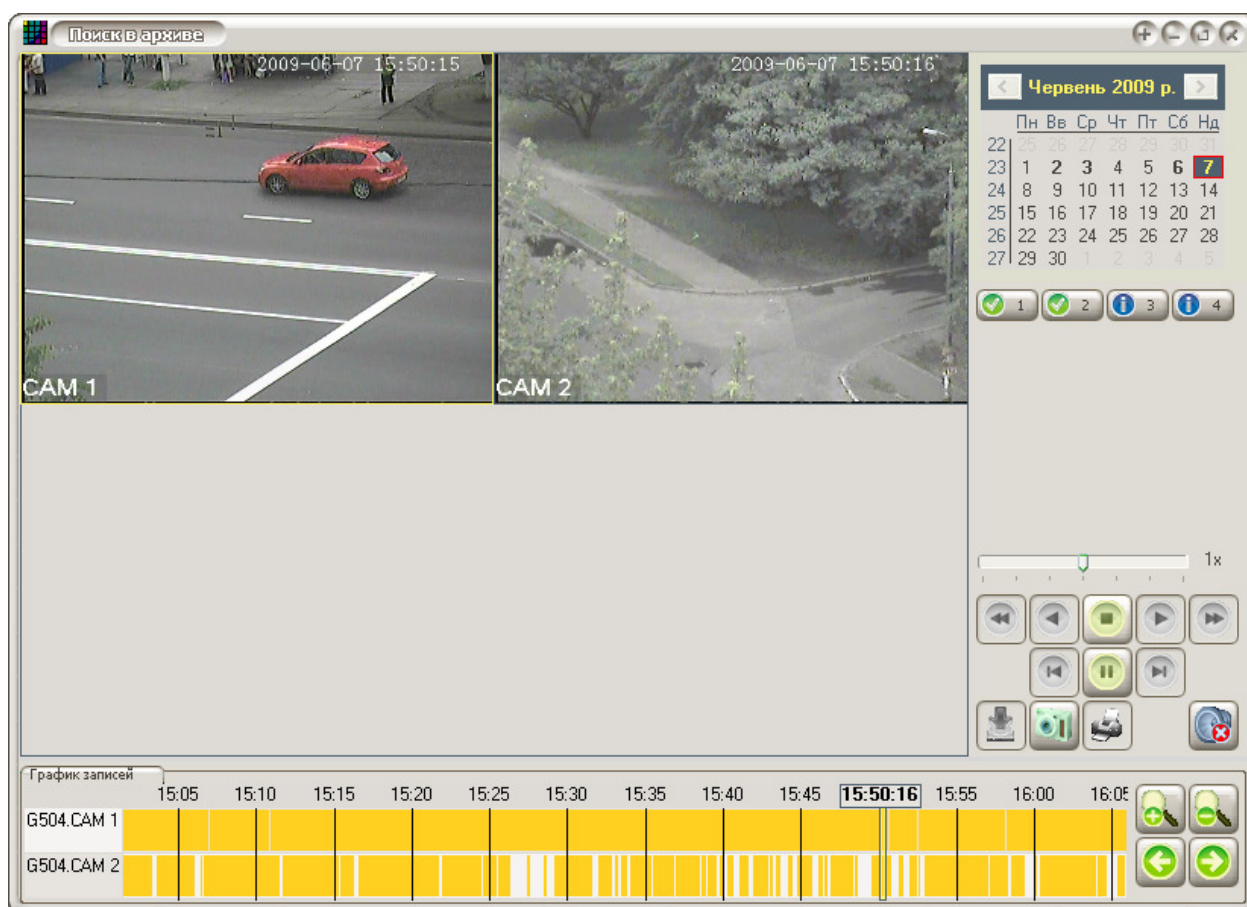 Поиск в архиве
2009-06-07 15:50:15
2009-06-07 15:50:16
CAM 1
CAM 2
Червень 2009 р.
Пн Вв Ср Чт Пт Сб Нд
22 25 26 27 28 29 30 31
23 1 2 3 4 5 6 7
24 8 9 10 11 12 13 14
25 15 16 17 18 19 20 21
26 22 23 24 25 26 27 28
27 29 30 1 2 3 4 5
1 2 3 4
1x
График записей
15:05 15:10 15:15 15:20 15:25 15:30 15:35 15:40 15:45 15:50:16 15:55 16:00 16:05
G504.CAM 1
G504.CAM 2